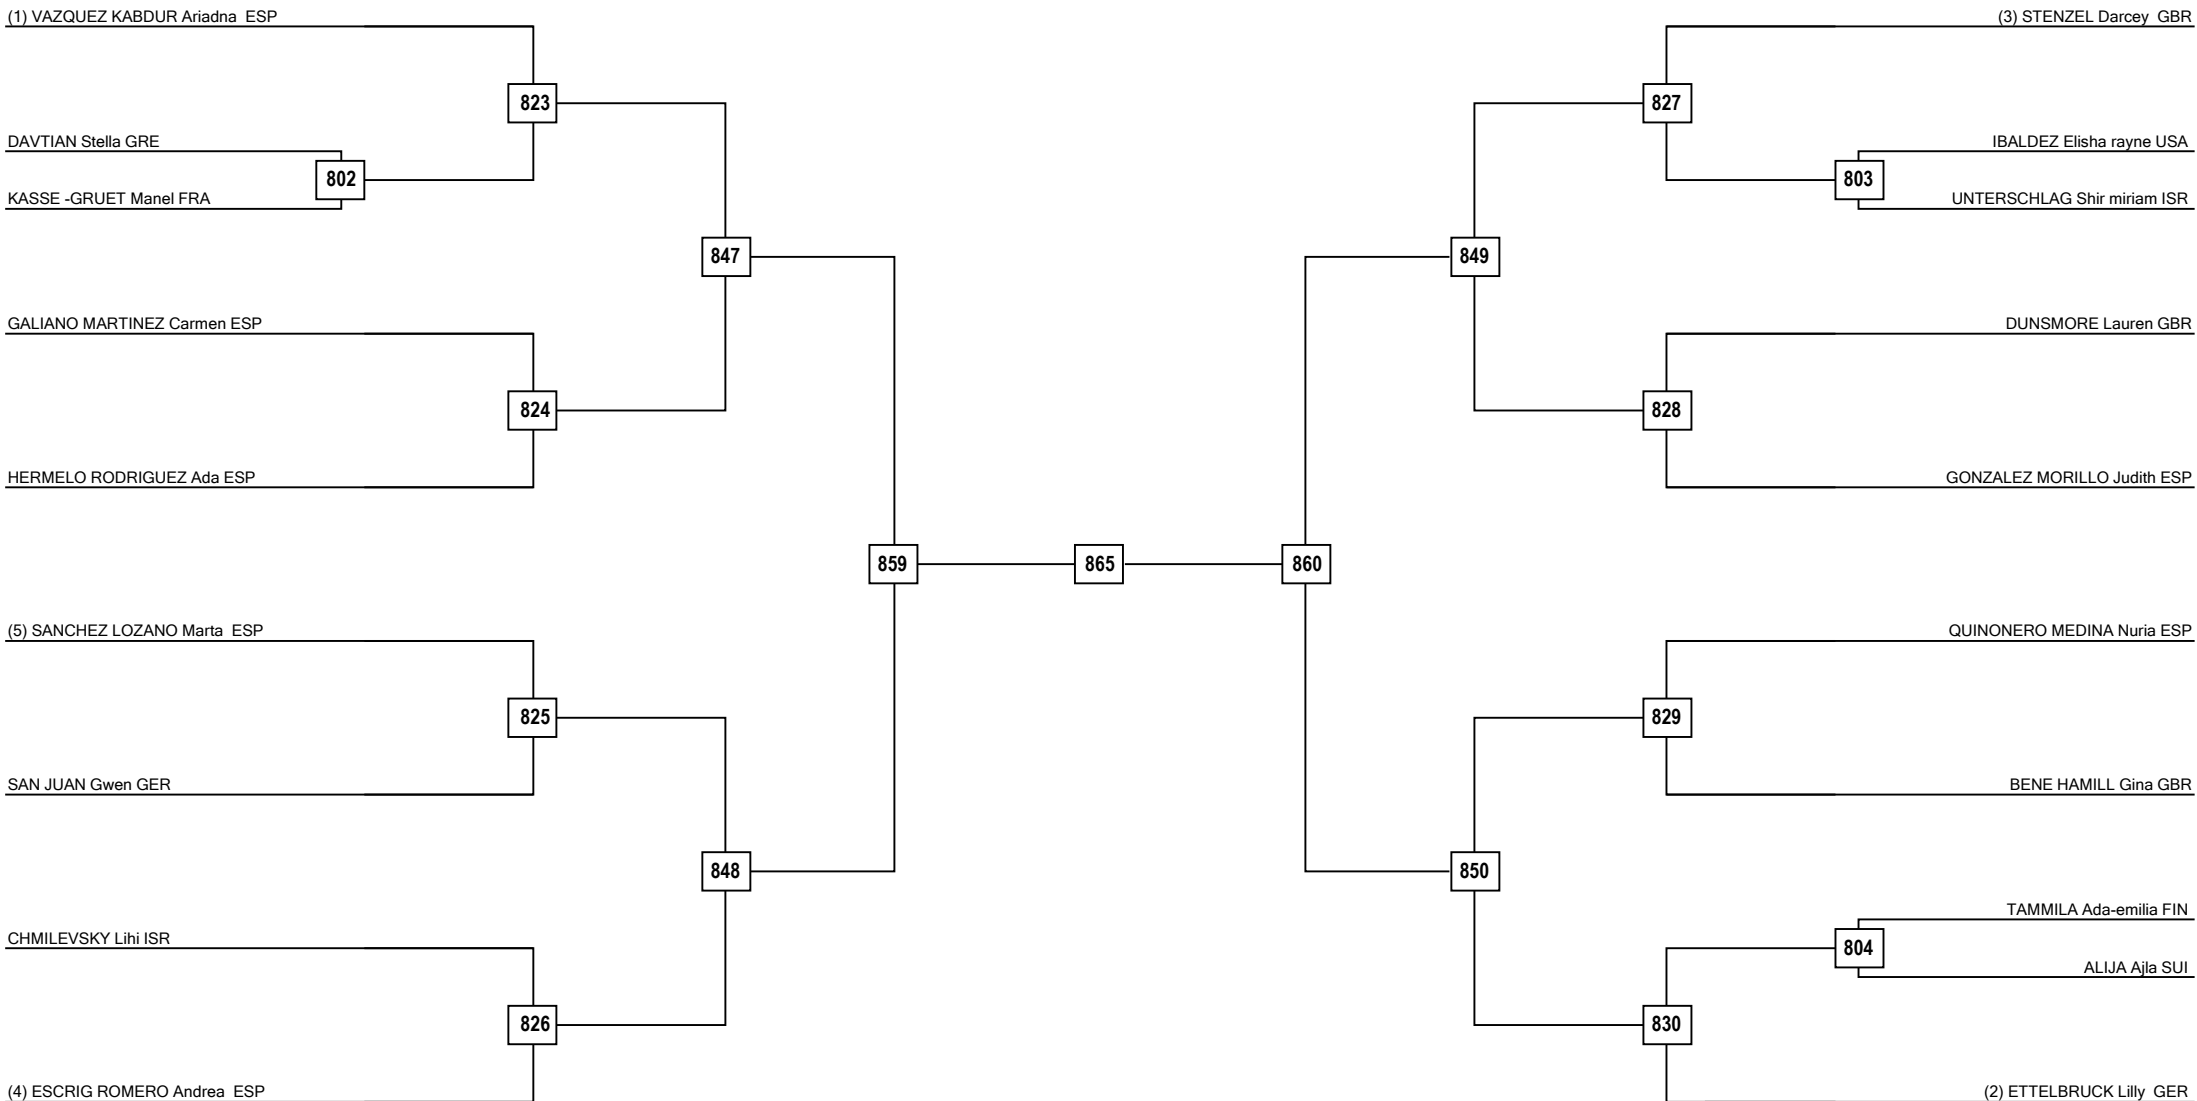 (1) VAZQUEZ KABDUR Ariadna  ESP
(3) STENZEL Darcey  GBR
823
827
DAVTIAN Stella GRE
IBALDEZ Elisha rayne USA
802
803
KASSE -GRUET Manel FRA
UNTERSCHLAG Shir miriam ISR
847
849
GALIANO MARTINEZ Carmen ESP
DUNSMORE Lauren GBR
824
828
HERMELO RODRIGUEZ Ada ESP
GONZALEZ MORILLO Judith ESP
859
865
860
(5) SANCHEZ LOZANO Marta  ESP
QUINONERO MEDINA Nuria ESP
825
829
SAN JUAN Gwen GER
BENE HAMILL Gina GBR
848
850
TAMMILA Ada-emilia FIN
CHMILEVSKY Lihi ISR
804
ALIJA Ajla SUI
826
830
(4) ESCRIG ROMERO Andrea  ESP
(2) ETTELBRUCK Lilly  GER